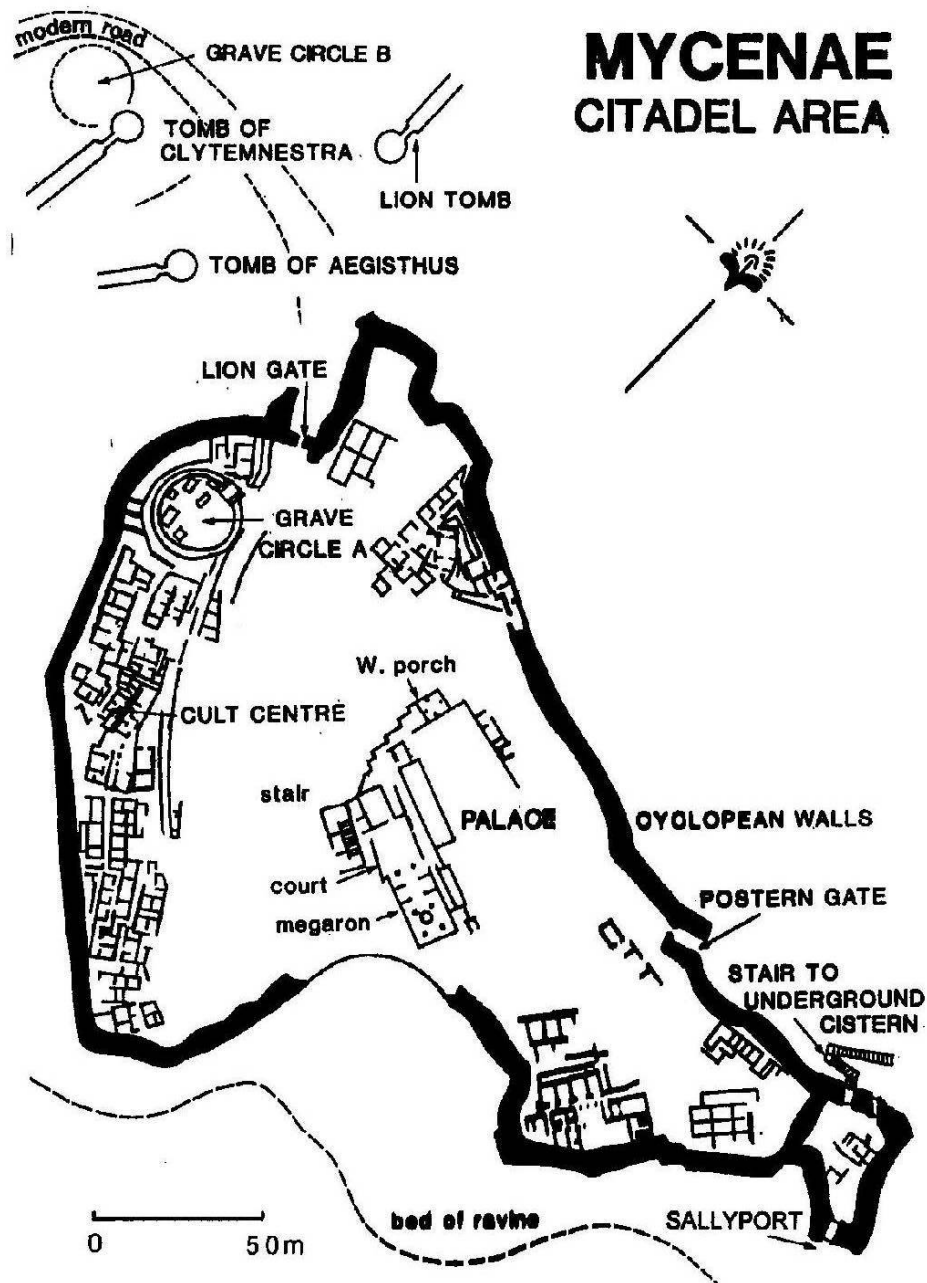 MYCENAE
CITADEL AREA
modern road
GRAVE CIRCLE B
TOMB OF
CLYTEMNESTRA
LION TOMB
TOMB OF AEGISTHUS
LION GATE
GRAVE
CIRCLE A
W. porch
CULT CENTRE
stair
PALACE
CYCLOPEAN WALLS
court
megaron
POSTERN GATE
STAIR TO
UNDERGROUND
CISTERN
bed of ravine
SALLYPORT
0 50m